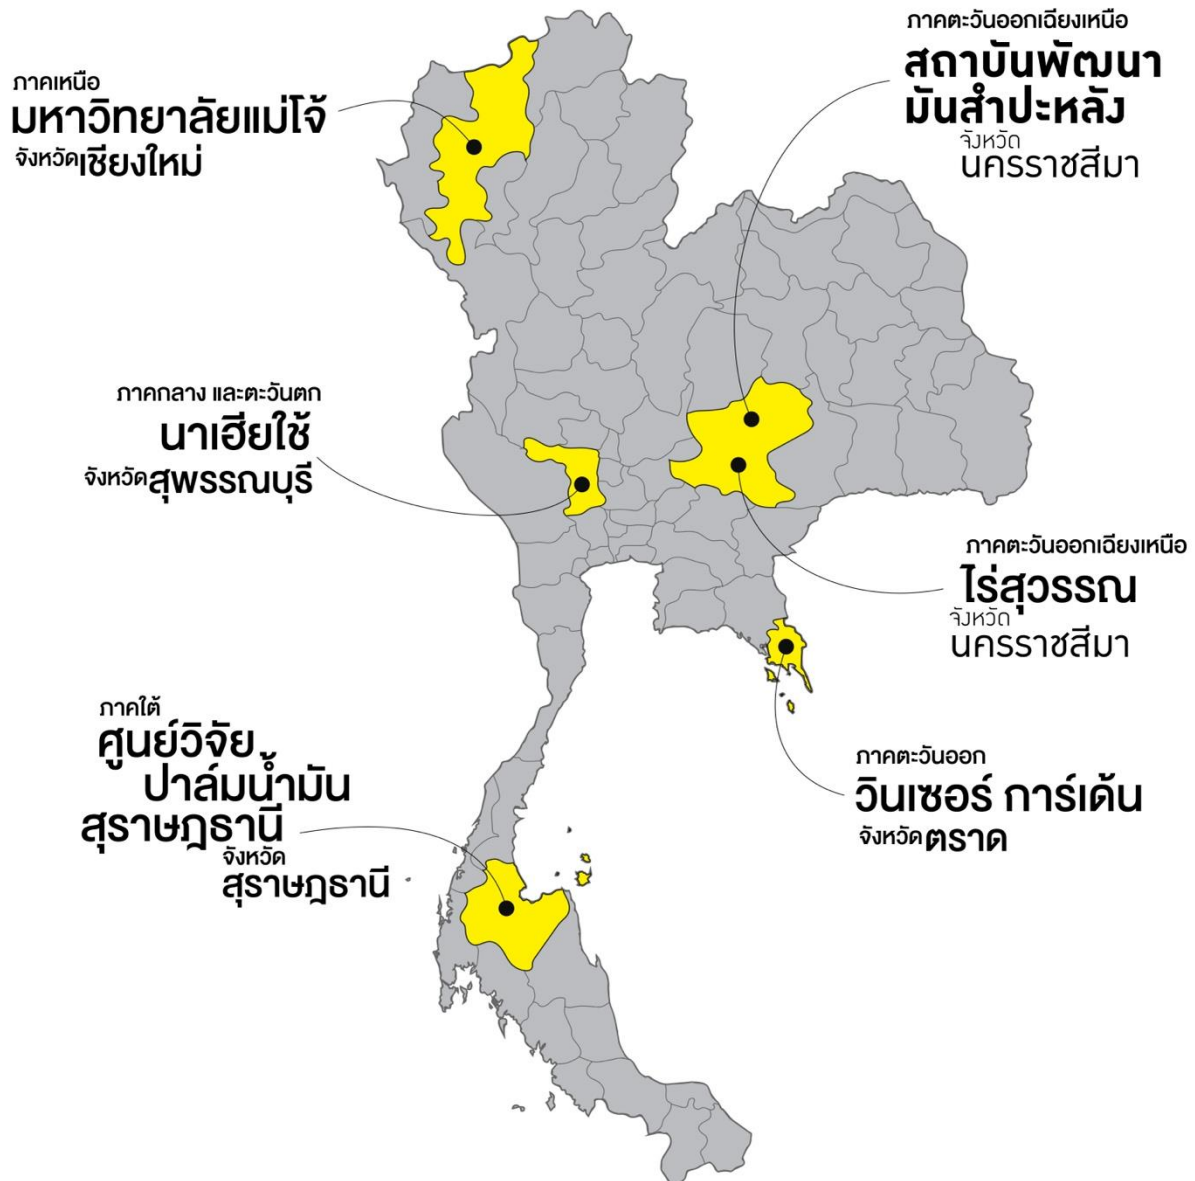 ภาคเหนือ
มหาวิทยาลัยแม่โจ้
จังหวัดเชียงใหม่
ภาคตะวันออกเฉียงเหนือ
สถาบันพัฒนา
มันสำปะหลัง
จังหวัด
นครราชสีมา
ภาคกลาง และตะวันตก
นาเฮียใช้
จังหวัดสุพรรณบุรี
ภาคตะวันออกเฉียงเหนือ
ไร่สุวรรณ
จังหวัด
นครราชสีมา
ภาคใต้
ศูนย์วิจัย
ปาล์มน้ำมัน
สุราษฎธานี
จังหวัด
สุราษฎธานี
ภาคตะวันออก
วินเซอร์ การ์เด้น
จังหวัดตราด